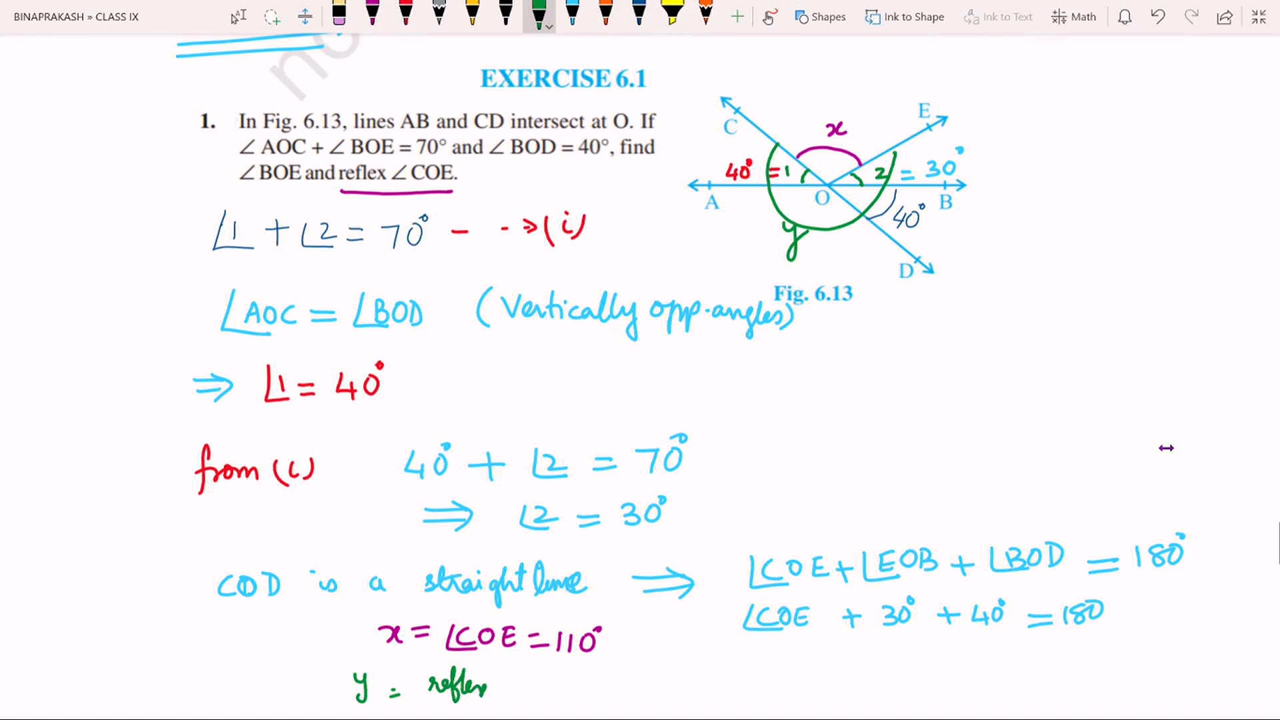 BINAPRAKASH » CLASS IX
Shapes Ink to Shape Ink to Text Math
no
EXERCISE 6.1
1. In Fig. 6.13, lines AB and CD intersect at O. If
∠ AOC + ∠ BOE = 70° and ∠ BOD = 40°, find
∠ BOE and reflex ∠ COE.
C x E
40° = 1 2 = 30°
A O B
y 40°
D
Fig. 6.13
∠1 + ∠2 = 70° - - -> (i)
∠AOC = ∠BOD (Vertically opp. angles)
⇒ ∠1 = 40°
from (i) 40° + ∠2 = 70°
⇒ ∠2 = 30°
COD is a straight line ⇒ ∠COE + ∠EOB + ∠BOD = 180°
∠COE + 30° + 40° = 180
x = ∠COE = 110°
y = reflex